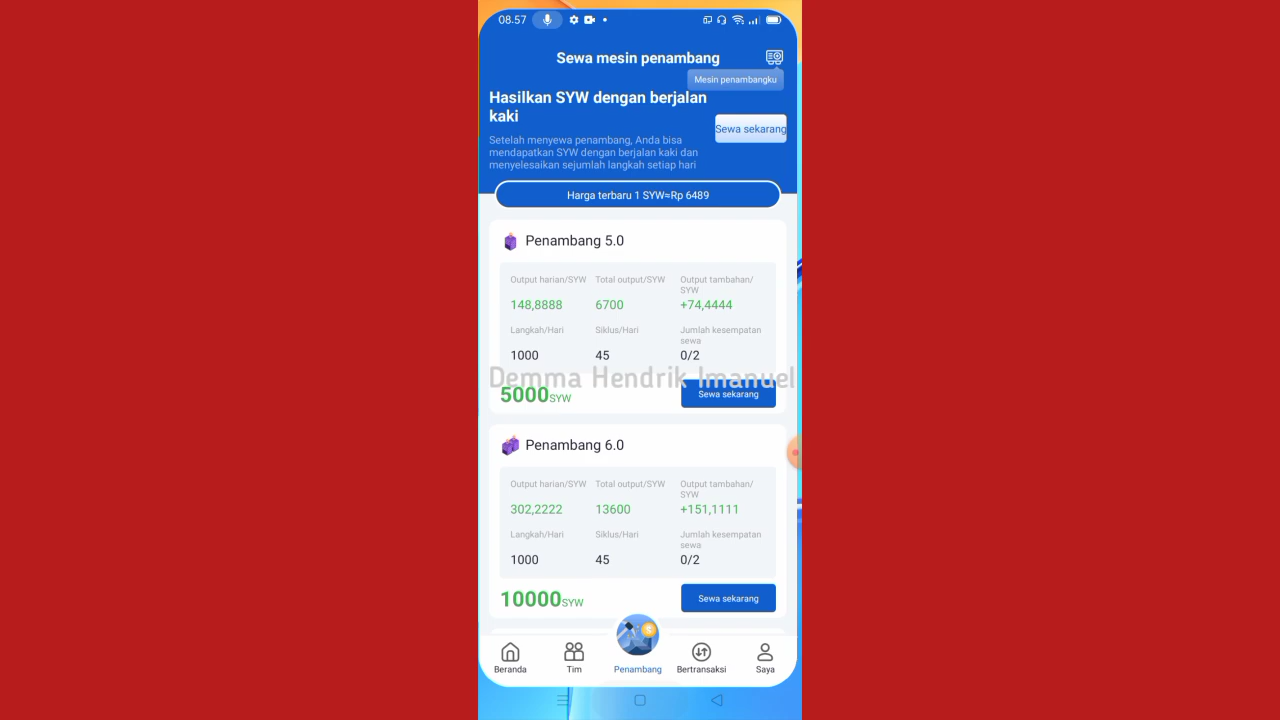 08.57
Sewa mesin penambang
Mesin penambangku
Hasilkan SYW dengan berjalan
kaki
Sewa sekarang
Setelah menyewa penambang, Anda bisa
mendapatkan SYW dengan berjalan kaki dan
menyelesaikan sejumlah langkah setiap hari
Harga terbaru 1 SYW≈Rp 6489
Penambang 5.0
Output harian/SYW Total output/SYW Output tambahan/
SYW
148,8888 6700 +74,4444
Langkah/Hari Siklus/Hari Jumlah kesempatan
sewa
1000 45 0/2
Demma Hendrik Imanuel
5000SYW Sewa sekarang
Penambang 6.0
Output harian/SYW Total output/SYW Output tambahan/
SYW
302,2222 13600 +151,1111
Langkah/Hari Siklus/Hari Jumlah kesempatan
sewa
1000 45 0/2
10000SYW Sewa sekarang
Beranda Tim Penambang Bertransaksi Saya